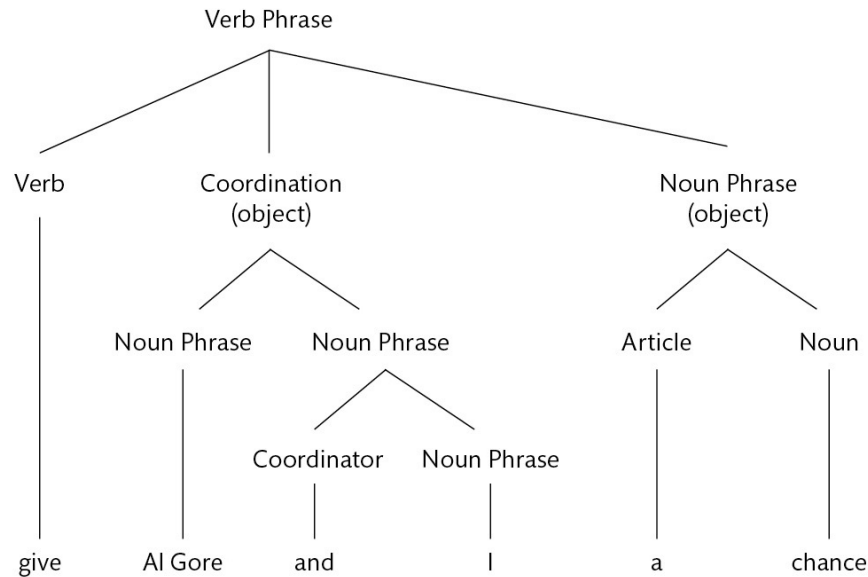 Verb Phrase
Verb Coordination Noun Phrase
(object) (object)
Noun Phrase Noun Phrase Article Noun
Coordinator Noun Phrase
give Al Gore and I a chance